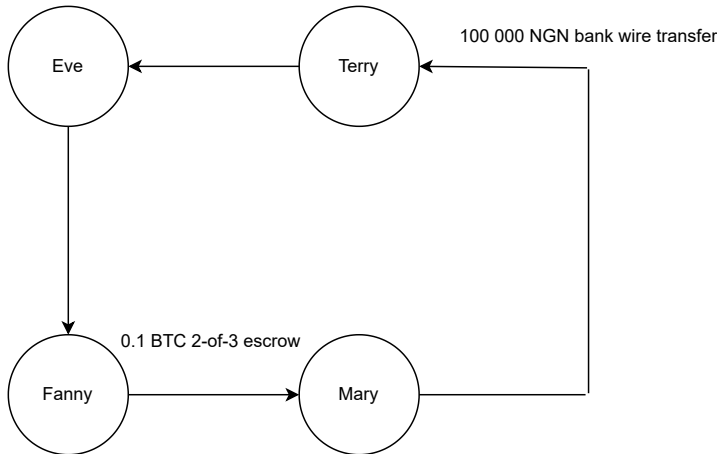 100 000 NGN bank wire transfer
Eve
Terry
0.1 BTC 2-of-3 escrow
Fanny
Mary